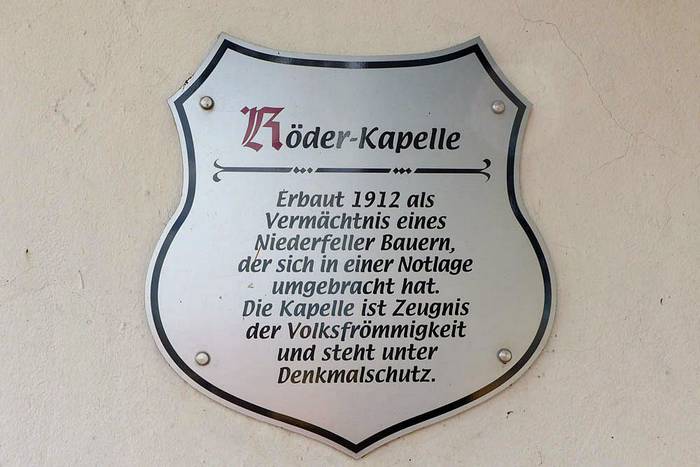 Röder-Kapelle
Erbaut 1912 als
Vermächtnis eines
Niederfeller Bauern,
der sich in einer Notlage
umgebracht hat.
Die Kapelle ist Zeugnis
der Volksfrömmigkeit
und steht unter
Denkmalschutz.